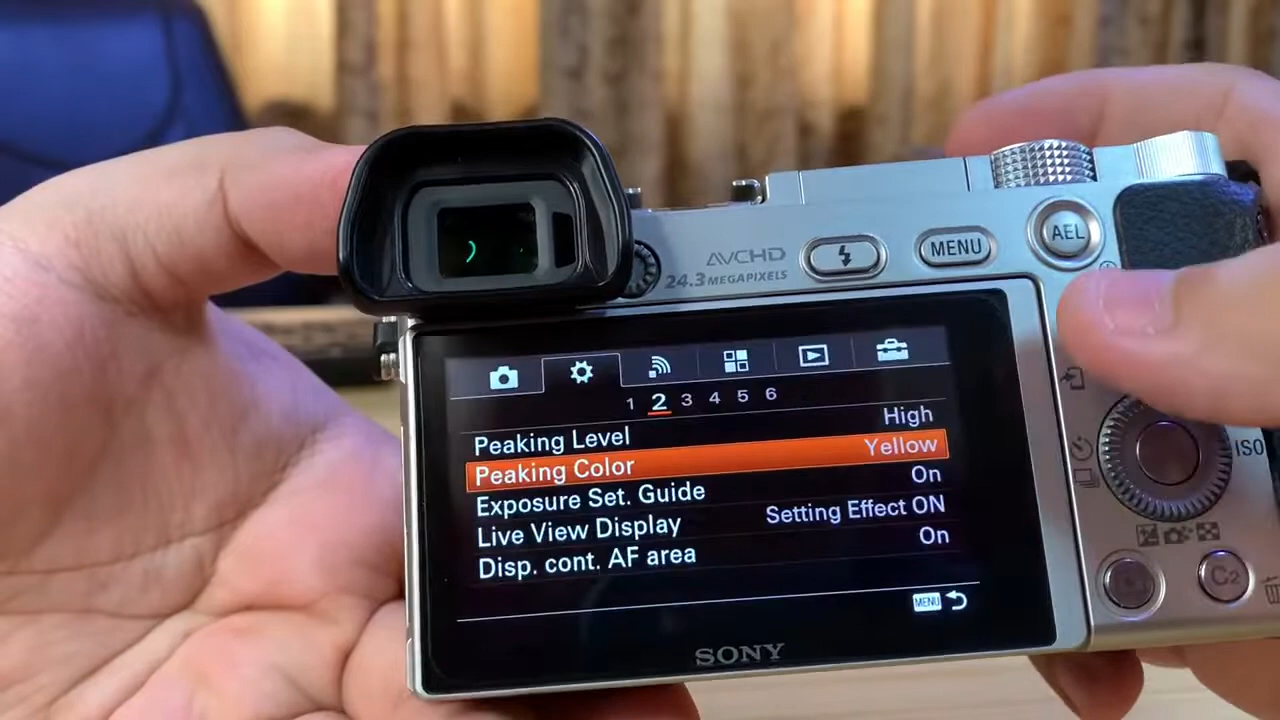 AVCHD
24.3 MEGAPIXELS
MENU
AEL
1 2 3 4 5 6
Peaking Level High
Peaking Color Yellow
Exposure Set. Guide On
Live View Display Setting Effect ON
Disp. cont. AF area On
MENU
SONY
ISO
C2